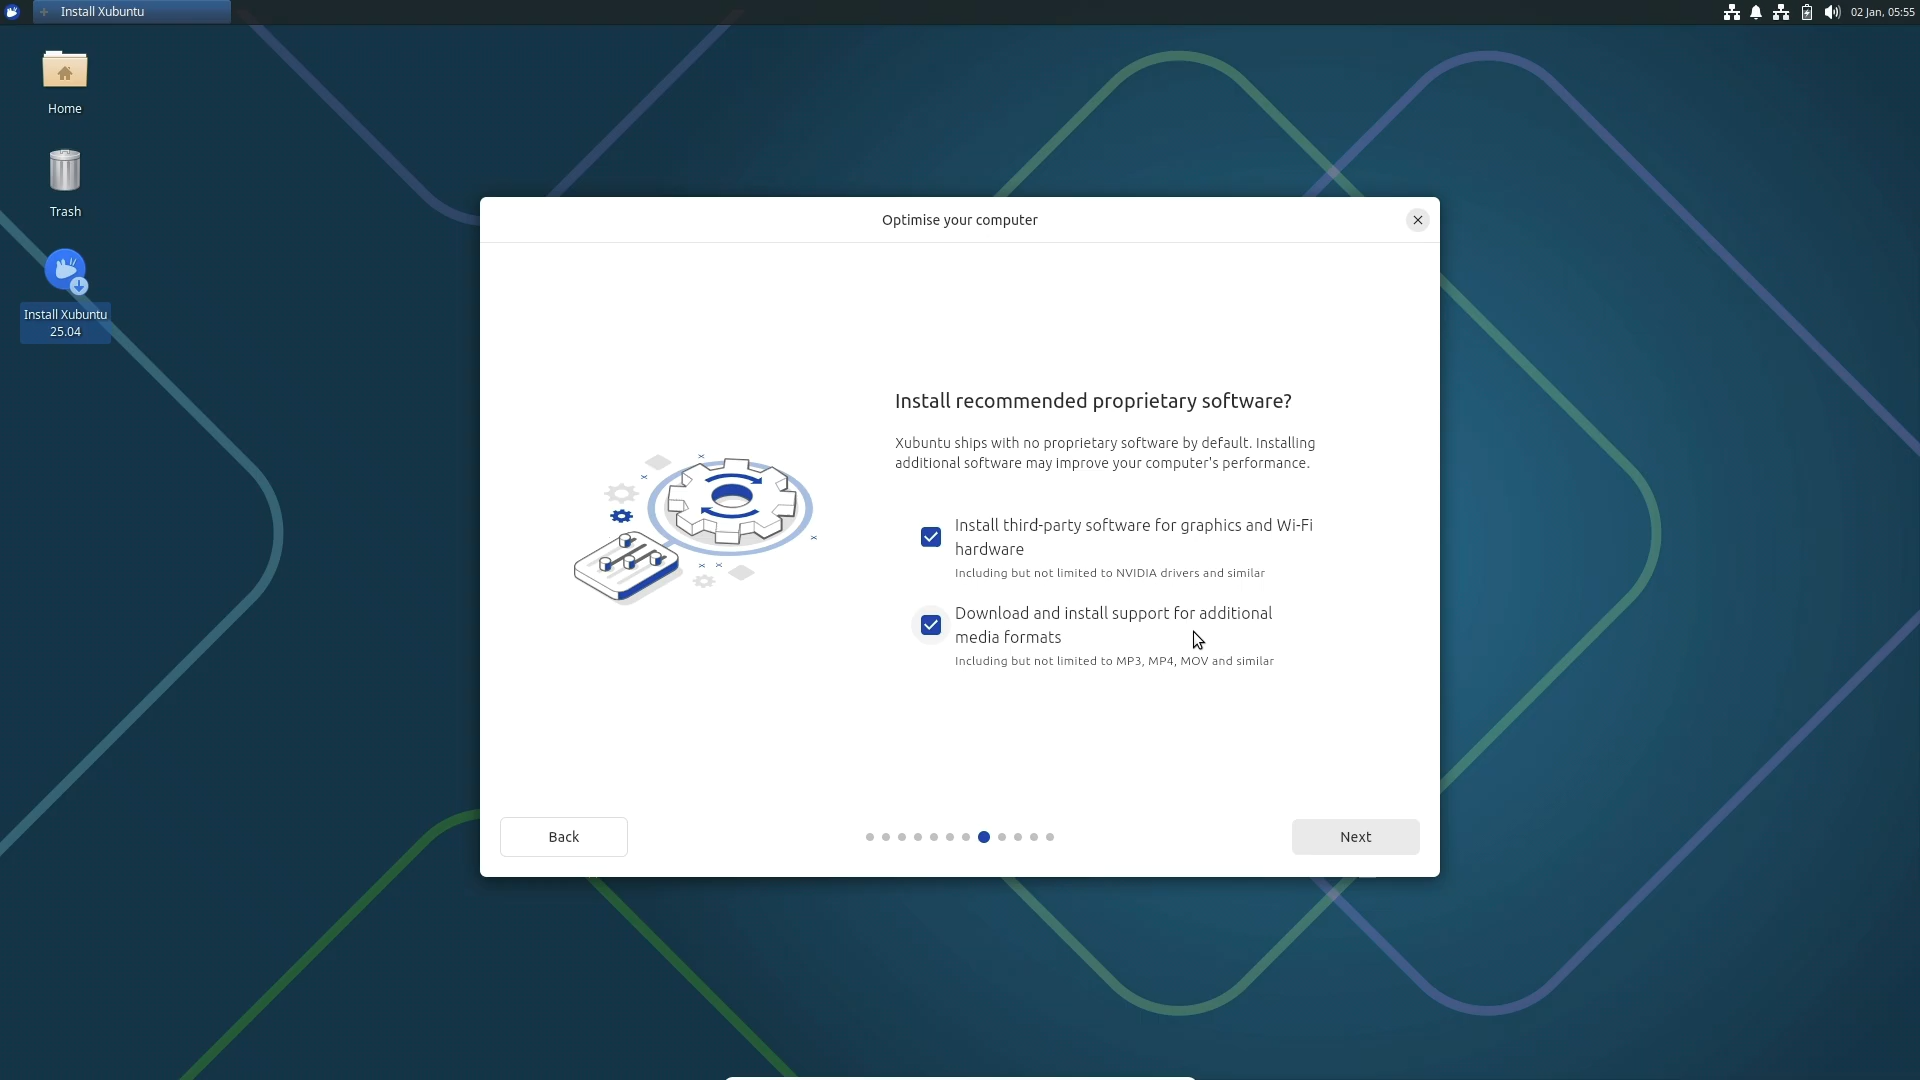 Install Xubuntu
02 Jan, 05:55
Home
Trash
Install Xubuntu
25.04
Optimise your computer
Install recommended proprietary software?
Xubuntu ships with no proprietary software by default. Installing
additional software may improve your computer's performance.
Install third-party software for graphics and Wi-Fi
hardware
Including but not limited to NVIDIA drivers and similar
Download and install support for additional
media formats
Including but not limited to MP3, MP4, MOV and similar
Back
Next